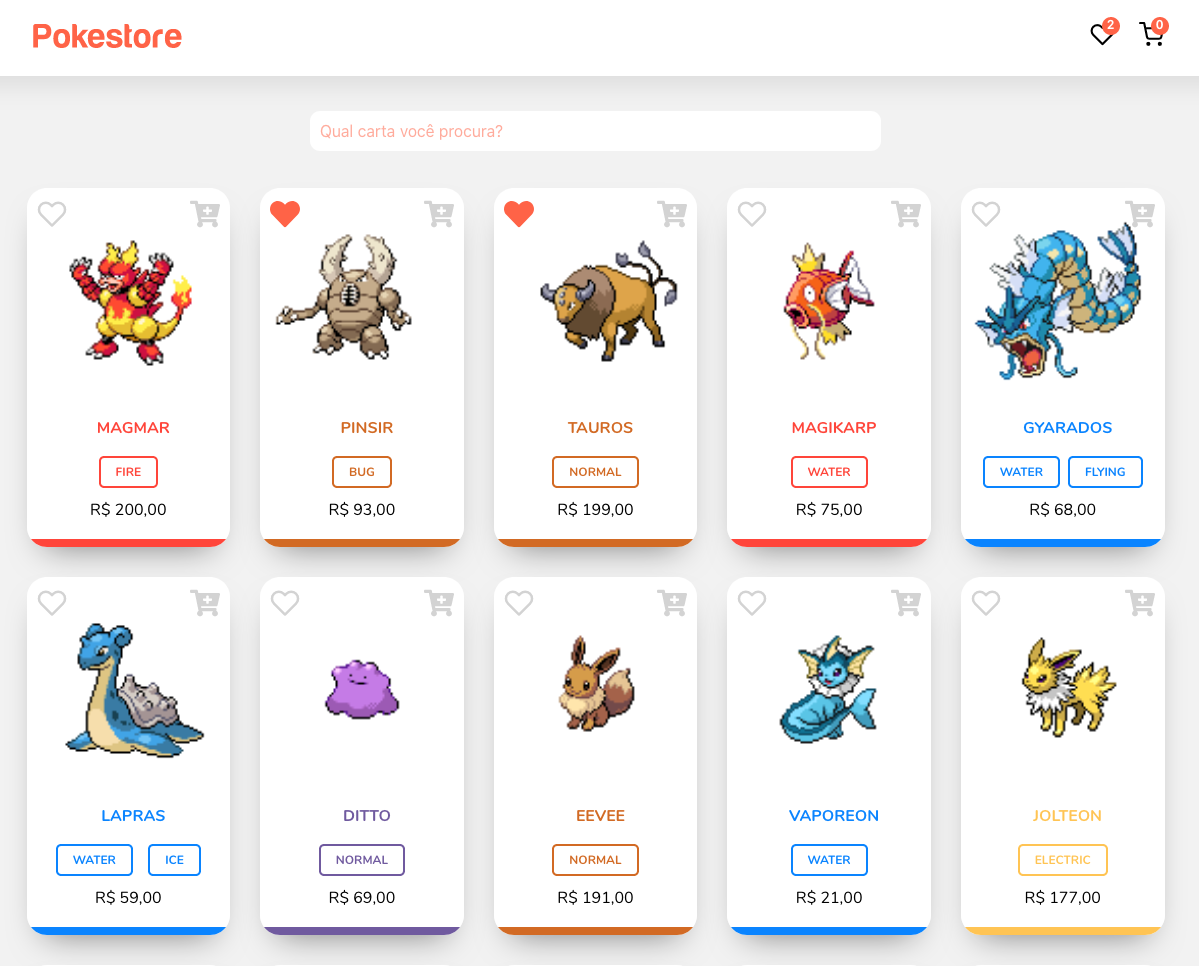 Pokestore
2
0
Qual carta você procura?
MAGMAR
FIRE
R$ 200,00
PINSIR
BUG
R$ 93,00
TAUROS
NORMAL
R$ 199,00
MAGIKARP
WATER
R$ 75,00
GYARADOS
WATER FLYING
R$ 68,00
LAPRAS
WATER ICE
R$ 59,00
DITTO
NORMAL
R$ 69,00
EEVEE
NORMAL
R$ 191,00
VAPOREON
WATER
R$ 21,00
JOLTEON
ELECTRIC
R$ 177,00